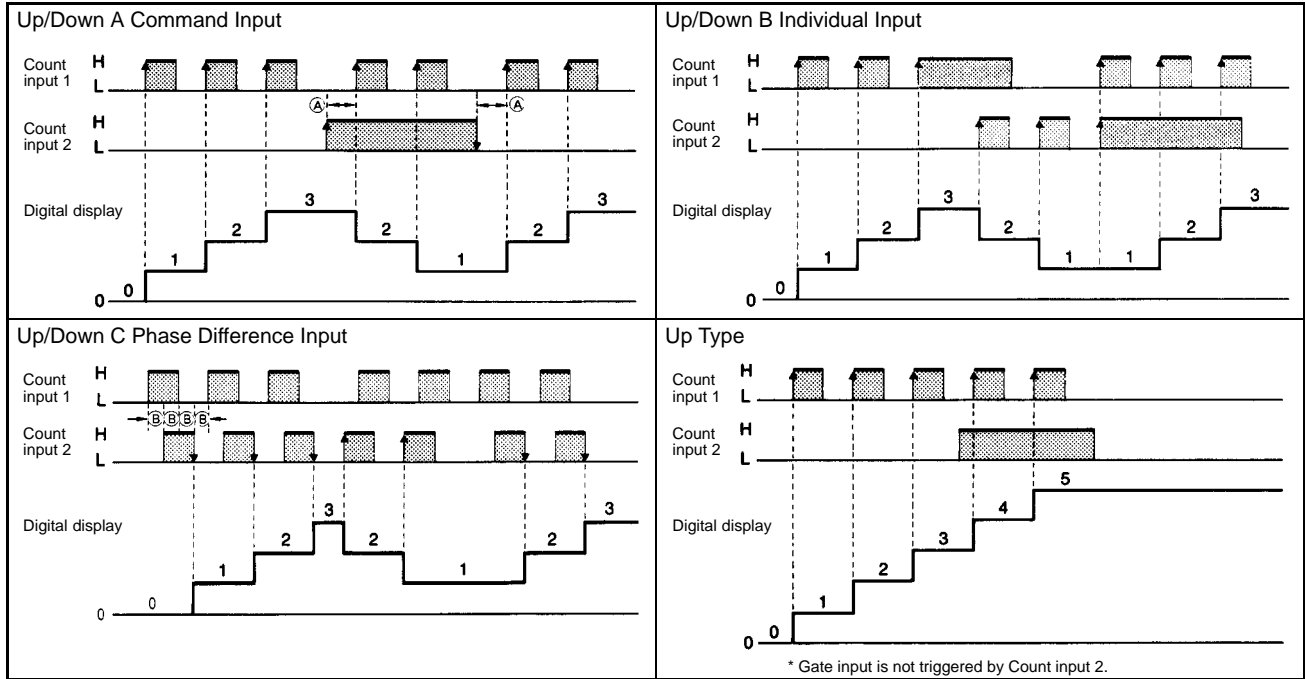 Up/Down A Command Input
Count
input 1
H
L
A A
Count
input 2
H
L
Digital display
0 0 1 2 3 2 1 2 3
Up/Down B Individual Input
Count
input 1
H
L
Count
input 2
H
L
Digital display
0 0 1 2 3 2 1 1 2 3
Up/Down C Phase Difference Input
Count
input 1
H
L
B B B B
Count
input 2
H
L
Digital display
0 0 1 2 3 2 1 2 3
Up Type
Count
input 1
H
L
Count
input 2
H
L
Digital display
0 0 1 2 3 4 5
* Gate input is not triggered by Count input 2.